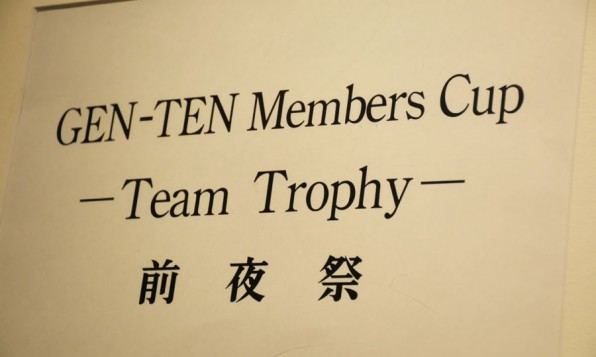 GEN-TEN Members Cup
—Team Trophy—
前夜祭